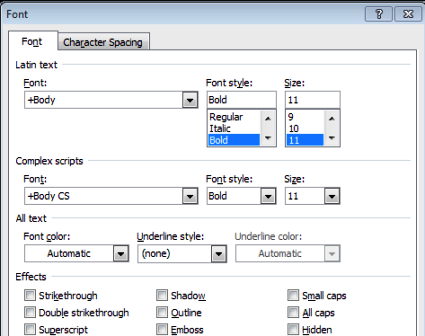 Font
Font Character Spacing
Latin text
Font: Font style: Size:
+Body Bold 11
Regular 9
Italic 10
Bold 11
Complex scripts
Font: Font style: Size:
+Body CS Bold 11
All text
Font color: Underline style: Underline color:
Automatic (none) Automatic
Effects
Strikethrough Shadow Small caps
Double strikethrough Outline All caps
Superscript Emboss Hidden